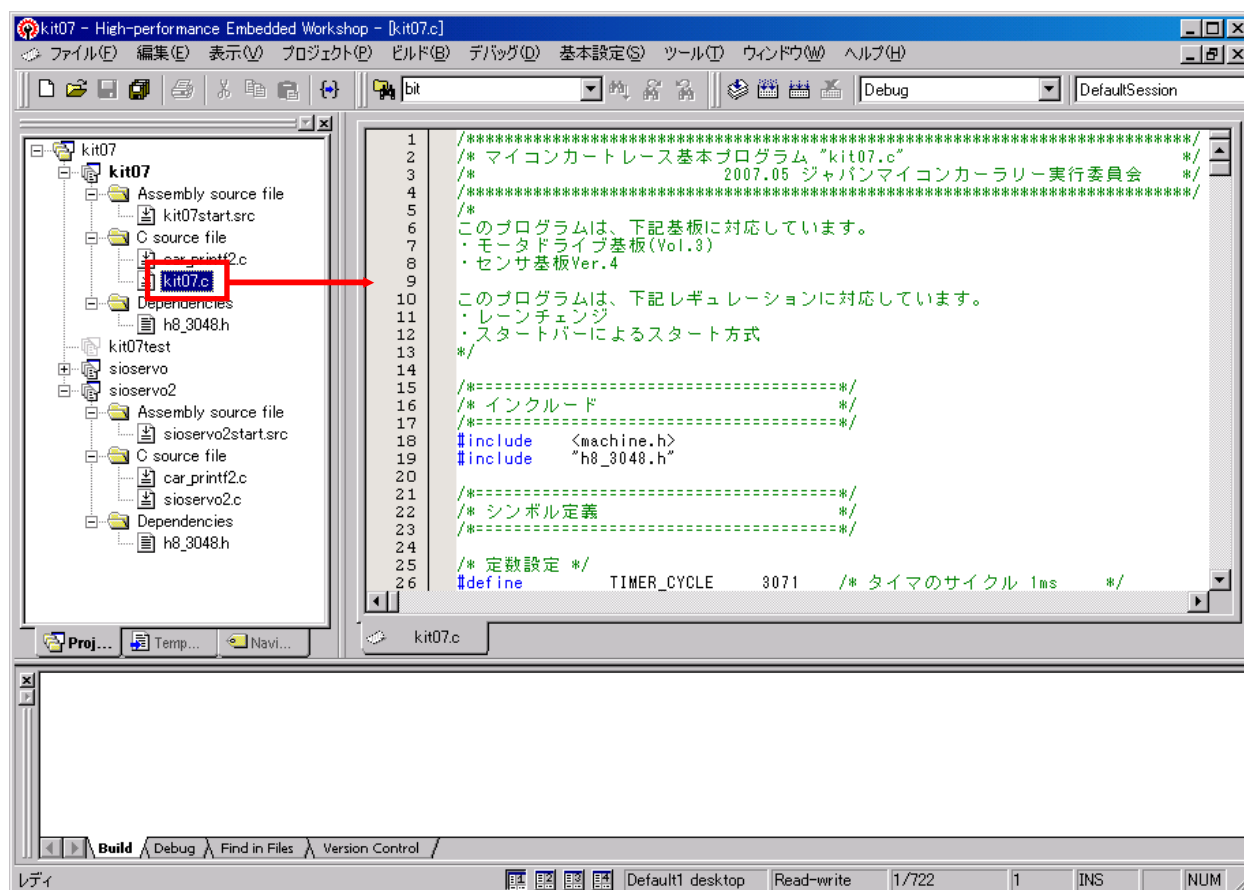 kit07 - High-performance Embedded Workshop - [kit07.c]
ファイル(F) 編集(E) 表示(V) プロジェクト(P) ビルド(B) デバッグ(D) 基本設定(S) ツール(T) ウィンドウ(W) ヘルプ(H)
bit Debug DefaultSession
kit07
kit07
Assembly source file
kit07start.src
C source file
car_printf2.c
kit07.c
Dependencies
h8_3048.h
kit07test
sioservo
sioservo2
Assembly source file
sioservo2start.src
C source file
car_printf2.c
sioservo2.c
Dependencies
h8_3048.h
Proj... Temp... Navi...
1 /****************************************************************************/
2 /* マイコンカートレース基本プログラム "kit07.c" */
3 /* 2007.05 ジャパンマイコンカーラリー実行委員会 */
4 /****************************************************************************/
5 /*
6 このプログラムは、下記基板に対応しています。
7 ・モータドライブ基板(Vol.3)
8 ・センサ基板Ver.4
9
10 このプログラムは、下記レギュレーションに対応しています。
11 ・レーンチェンジ
12 ・スタートバーによるスタート方式
13 */
14
15 /*======================================*/
16 /* インクルード */
17 /*======================================*/
18 #include <machine.h>
19 #include "h8_3048.h"
20
21 /*======================================*/
22 /* シンボル定義 */
23 /*======================================*/
24
25 /* 定数設定 */
26 #define TIMER_CYCLE 3071 /* タイマのサイクル 1ms */
kit07.c
Build Debug Find in Files Version Control
レディ 1 2 3 4 Default1 desktop Read-write 1/722 1 INS NUM